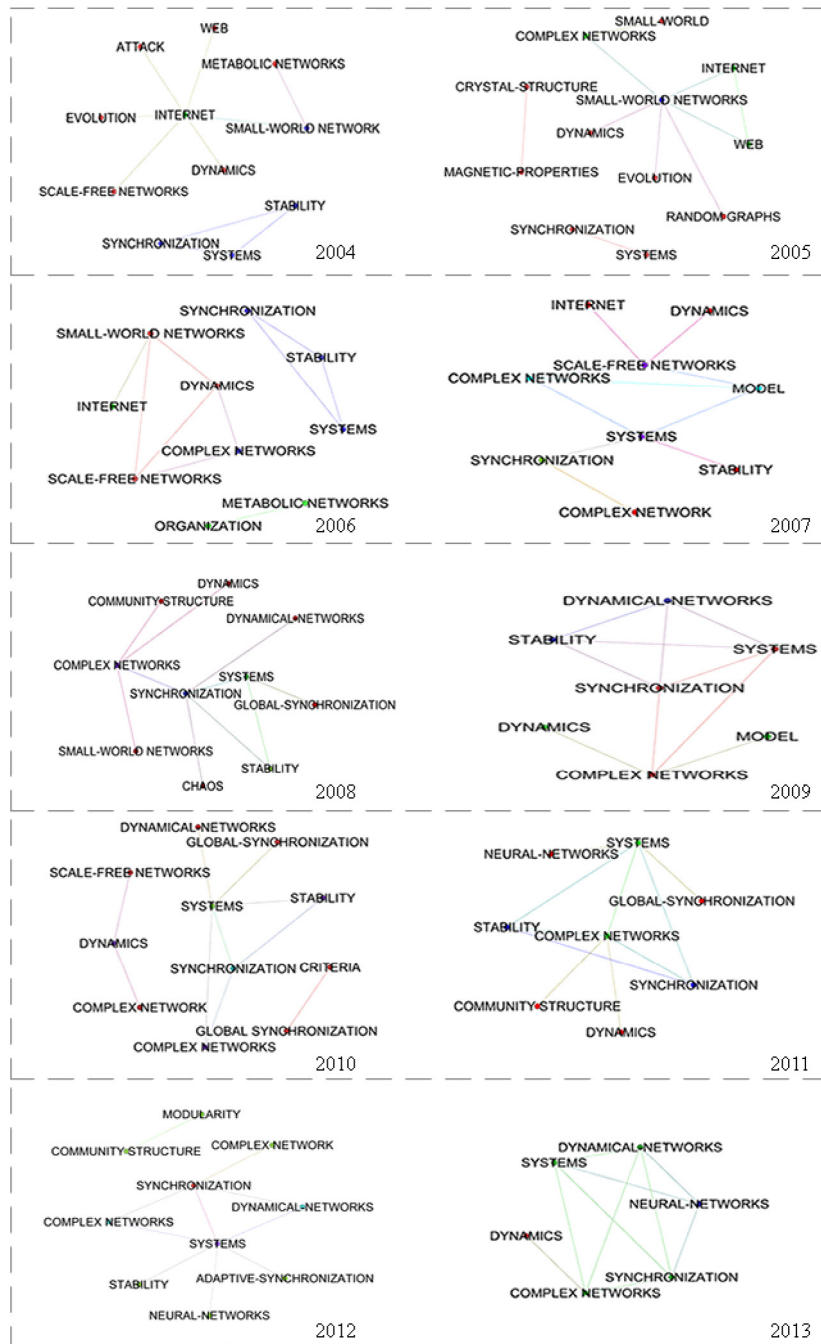 WEB
ATTACK
METABOLIC NETWORKS
EVOLUTION
INTERNET
SMALL-WORLD NETWORK
DYNAMICS
SCALE-FREE NETWORKS
STABILITY
SYNCHRONIZATION
SYSTEMS
2004
SMALL-WORLD
COMPLEX NETWORKS
INTERNET
CRYSTAL-STRUCTURE
SMALL-WORLD NETWORKS
DYNAMICS
WEB
MAGNETIC-PROPERTIES
EVOLUTION
RANDOM GRAPHS
SYNCHRONIZATION
SYSTEMS
2005
SYNCHRONIZATION
SMALL-WORLD NETWORKS
STABILITY
DYNAMICS
INTERNET
SYSTEMS
COMPLEX NETWORKS
SCALE-FREE NETWORKS
METABOLIC NETWORKS
ORGANIZATION
2006
INTERNET
DYNAMICS
SCALE-FREE NETWORKS
COMPLEX NETWORKS
MODEL
SYSTEMS
SYNCHRONIZATION
STABILITY
COMPLEX NETWORK
2007
DYNAMICS
COMMUNITY STRUCTURE
DYNAMICAL NETWORKS
COMPLEX NETWORKS
SYSTEMS
SYNCHRONIZATION
GLOBAL-SYNCHRONIZATION
SMALL-WORLD NETWORKS
STABILITY
CHAOS
2008
DYNAMICAL NETWORKS
STABILITY
SYSTEMS
SYNCHRONIZATION
DYNAMICS
MODEL
COMPLEX NETWORKS
2009
DYNAMICAL-NETWORKS
GLOBAL-SYNCHRONIZATION
SCALE-FREE NETWORKS
STABILITY
SYSTEMS
DYNAMICS
SYNCHRONIZATION
CRITERIA
COMPLEX NETWORK
GLOBAL SYNCHRONIZATION
COMPLEX NETWORKS
2010
SYSTEMS
NEURAL-NETWORKS
GLOBAL-SYNCHRONIZATION
STABILITY
COMPLEX NETWORKS
SYNCHRONIZATION
COMMUNITY STRUCTURE
DYNAMICS
2011
MODULARITY
COMMUNITY STRUCTURE
COMPLEX NETWORK
SYNCHRONIZATION
DYNAMICAL-NETWORKS
COMPLEX NETWORKS
SYSTEMS
STABILITY
ADAPTIVE-SYNCHRONIZATION
NEURAL-NETWORKS
2012
DYNAMICAL-NETWORKS
SYSTEMS
NEURAL-NETWORKS
DYNAMICS
SYNCHRONIZATION
COMPLEX NETWORKS
2013